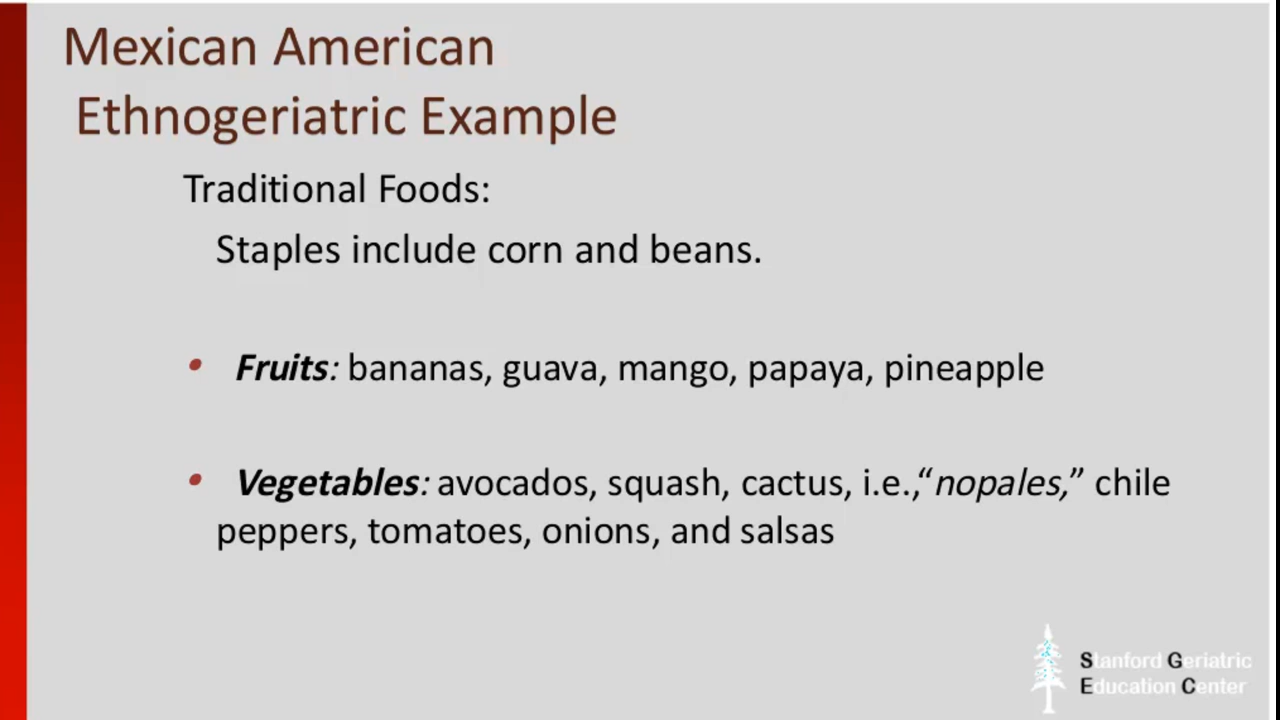 Mexican American
Ethnogeriatric Example
Traditional Foods:
Staples include corn and beans.
• Fruits: bananas, guava, mango, papaya, pineapple
• Vegetables: avocados, squash, cactus, i.e.,“nopales,” chile
peppers, tomatoes, onions, and salsas
Stanford Geriatric
Education Center